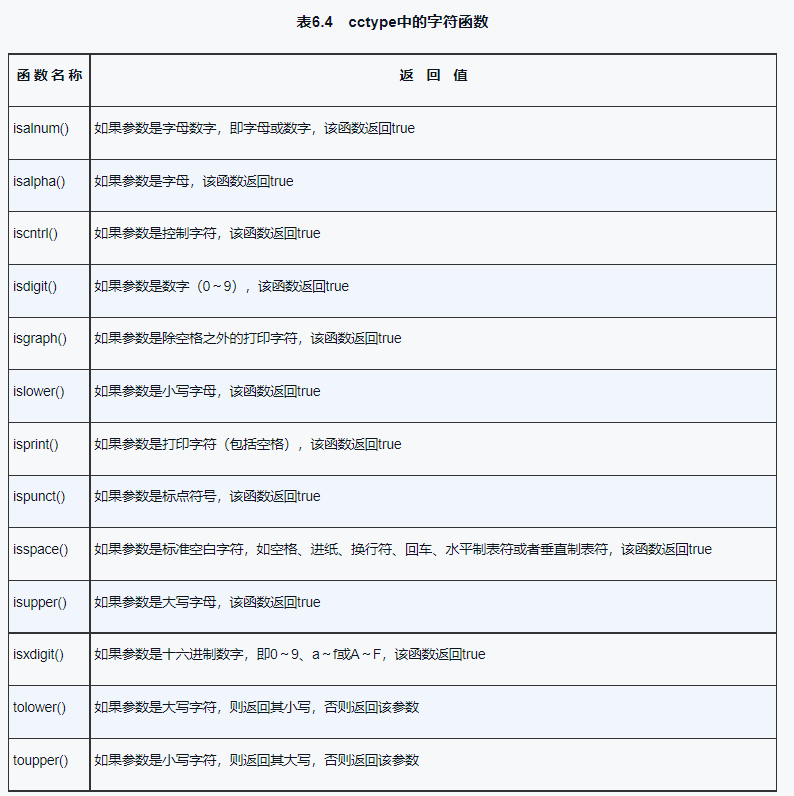 表6.4 cctype中的字符函数
函数名称 返 回 值
isalnum() 如果参数是字母数字，即字母或数字，该函数返回true
isalpha() 如果参数是字母，该函数返回true
iscntrl() 如果参数是控制字符，该函数返回true
isdigit() 如果参数是数字（0～9），该函数返回true
isgraph() 如果参数是除空格之外的打印字符，该函数返回true
islower() 如果参数是小写字母，该函数返回true
isprint() 如果参数是打印字符（包括空格），该函数返回true
ispunct() 如果参数是标点符号，该函数返回true
isspace() 如果参数是标准空白字符，如空格、进纸、换行符、回车、水平制表符或者垂直制表符，该函数返回true
isupper() 如果参数是大写字母，该函数返回true
isxdigit() 如果参数是十六进制数字，即0～9、a～f或A～F，该函数返回true
tolower() 如果参数是大写字符，则返回其小写，否则返回该参数
toupper() 如果参数是小写字符，则返回其大写，否则返回该参数